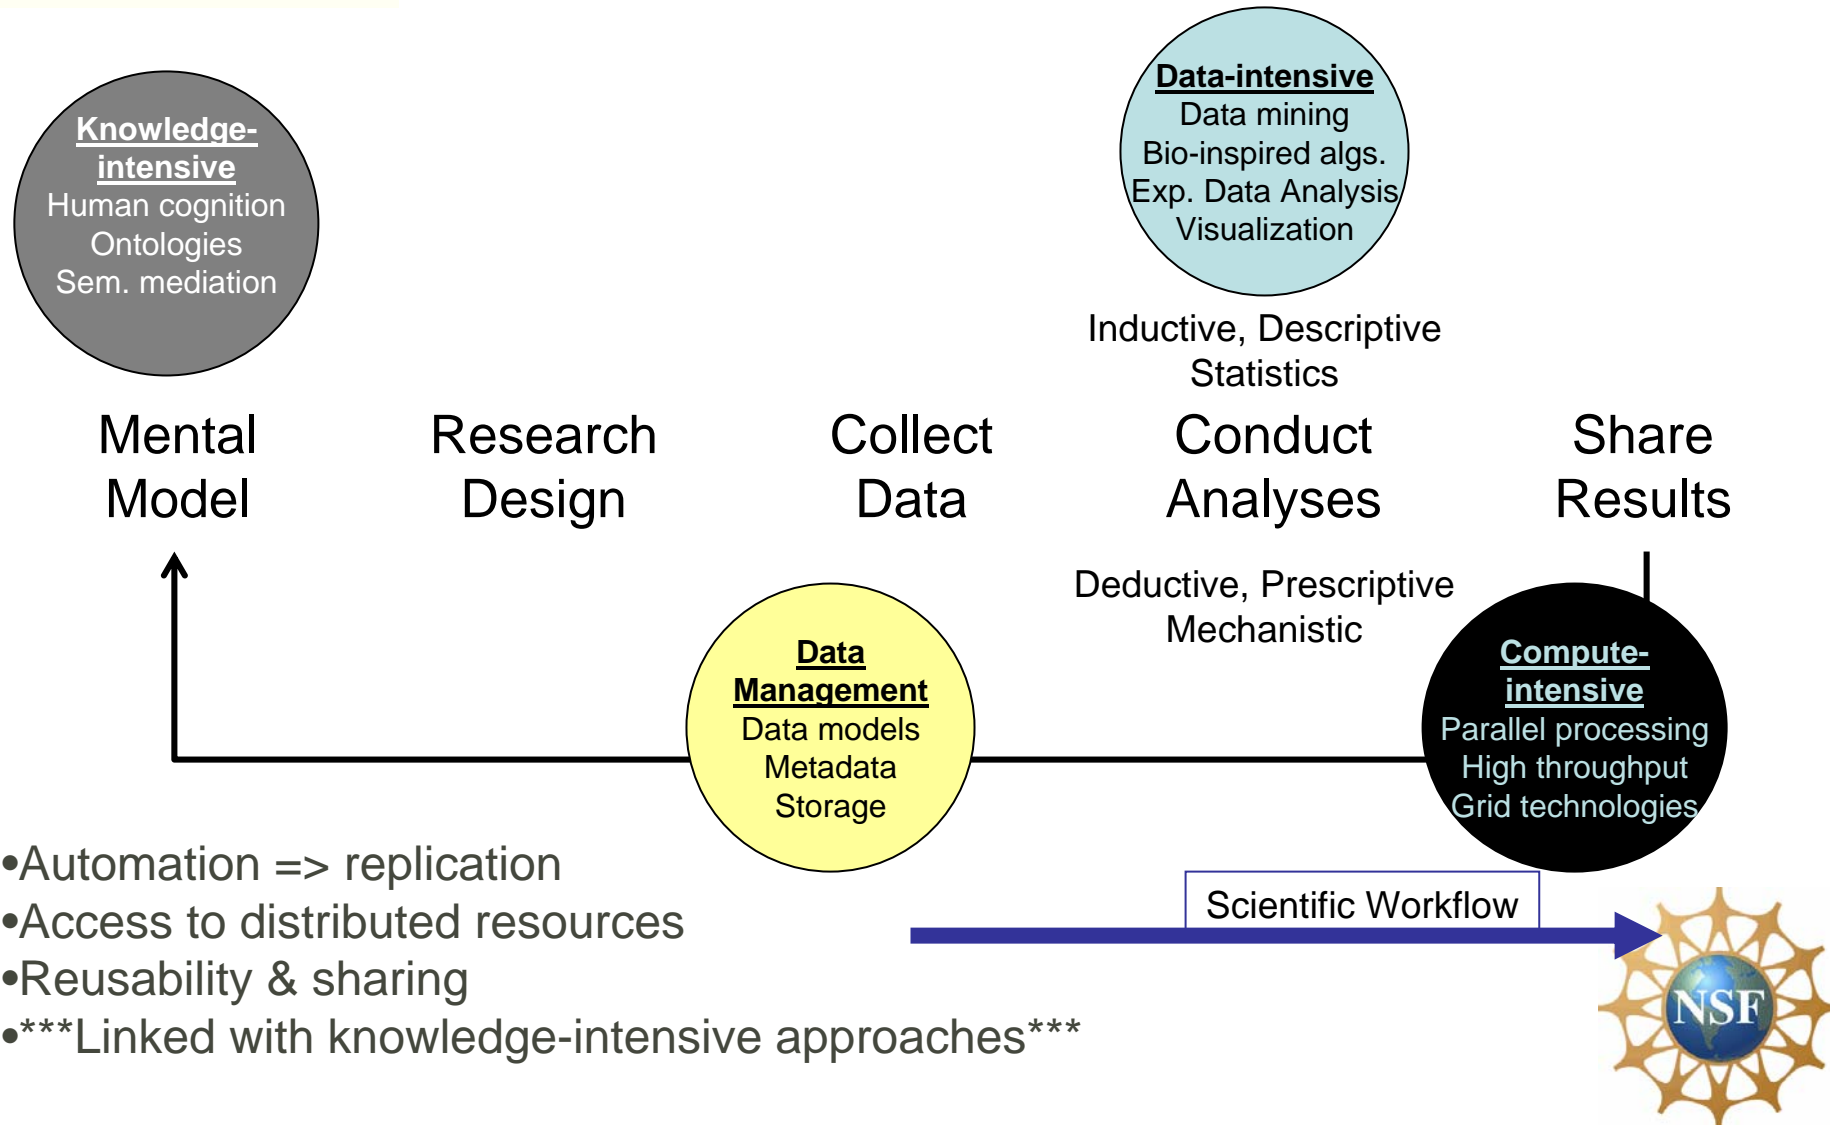 Knowledge-
intensive
Human cognition
Ontologies
Sem. mediation
Data-intensive
Data mining
Bio-inspired algs.
Exp. Data Analysis
Visualization
Inductive, Descriptive
Statistics
Mental
Model
Research
Design
Collect
Data
Conduct
Analyses
Share
Results
Deductive, Prescriptive
Mechanistic
Data
Management
Data models
Metadata
Storage
Compute-
intensive
Parallel processing
High throughput
Grid technologies
•Automation => replication
•Access to distributed resources
•Reusability & sharing
•***Linked with knowledge-intensive approaches***
Scientific Workflow
NSF